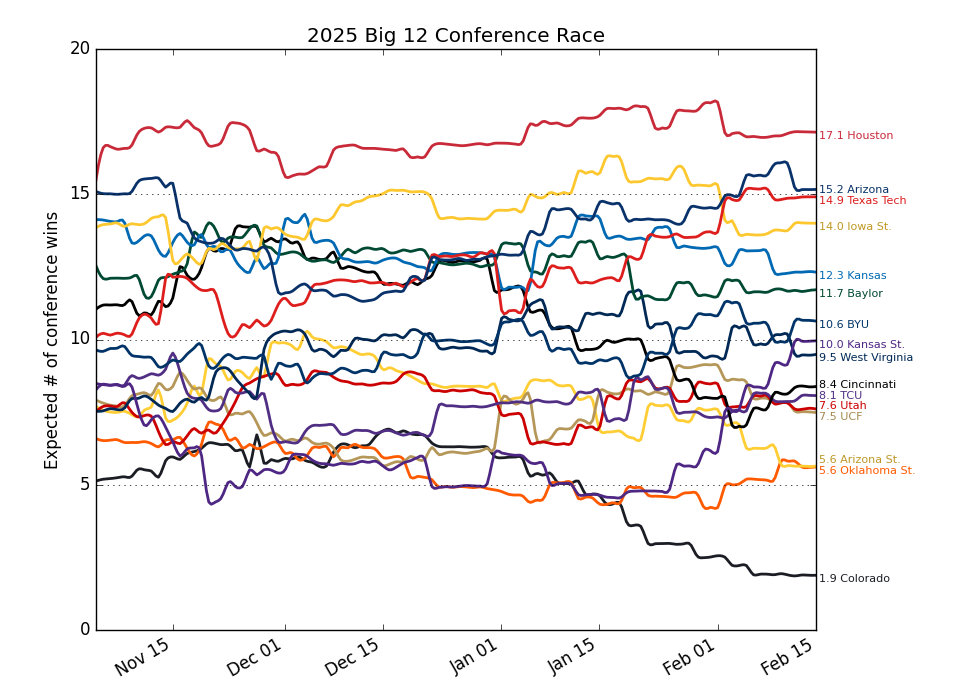 2025 Big 12 Conference Race
Expected # of conference wins
20
15
10
5
0
Nov 15
Dec 01
Dec 15
Jan 01
Jan 15
Feb 01
Feb 15
17.1 Houston
15.2 Arizona
14.9 Texas Tech
14.0 Iowa St.
12.3 Kansas
11.7 Baylor
10.6 BYU
10.0 Kansas St.
9.5 West Virginia
8.4 Cincinnati
8.1 TCU
7.6 Utah
7.5 UCF
5.6 Arizona St.
5.6 Oklahoma St.
1.9 Colorado